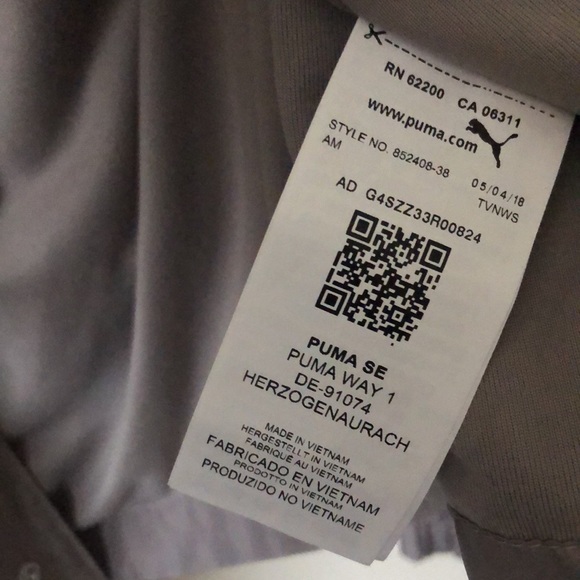 RN 62200 CA 06311
www.puma.com
STYLE NO. 852408-38 05/04/18
AM TVNWS
AD G4SZZ33R00824
PUMA SE
PUMA WAY 1
DE-91074
HERZOGENAURACH
MADE IN VIETNAM
HERGESTELLT IN VIETNAM
FABRIQUE AU VIETNAM
FABRICADO EN VIETNAM
PRODOTTO IN VIETNAM
PRODUZIDO NO VIETNAME